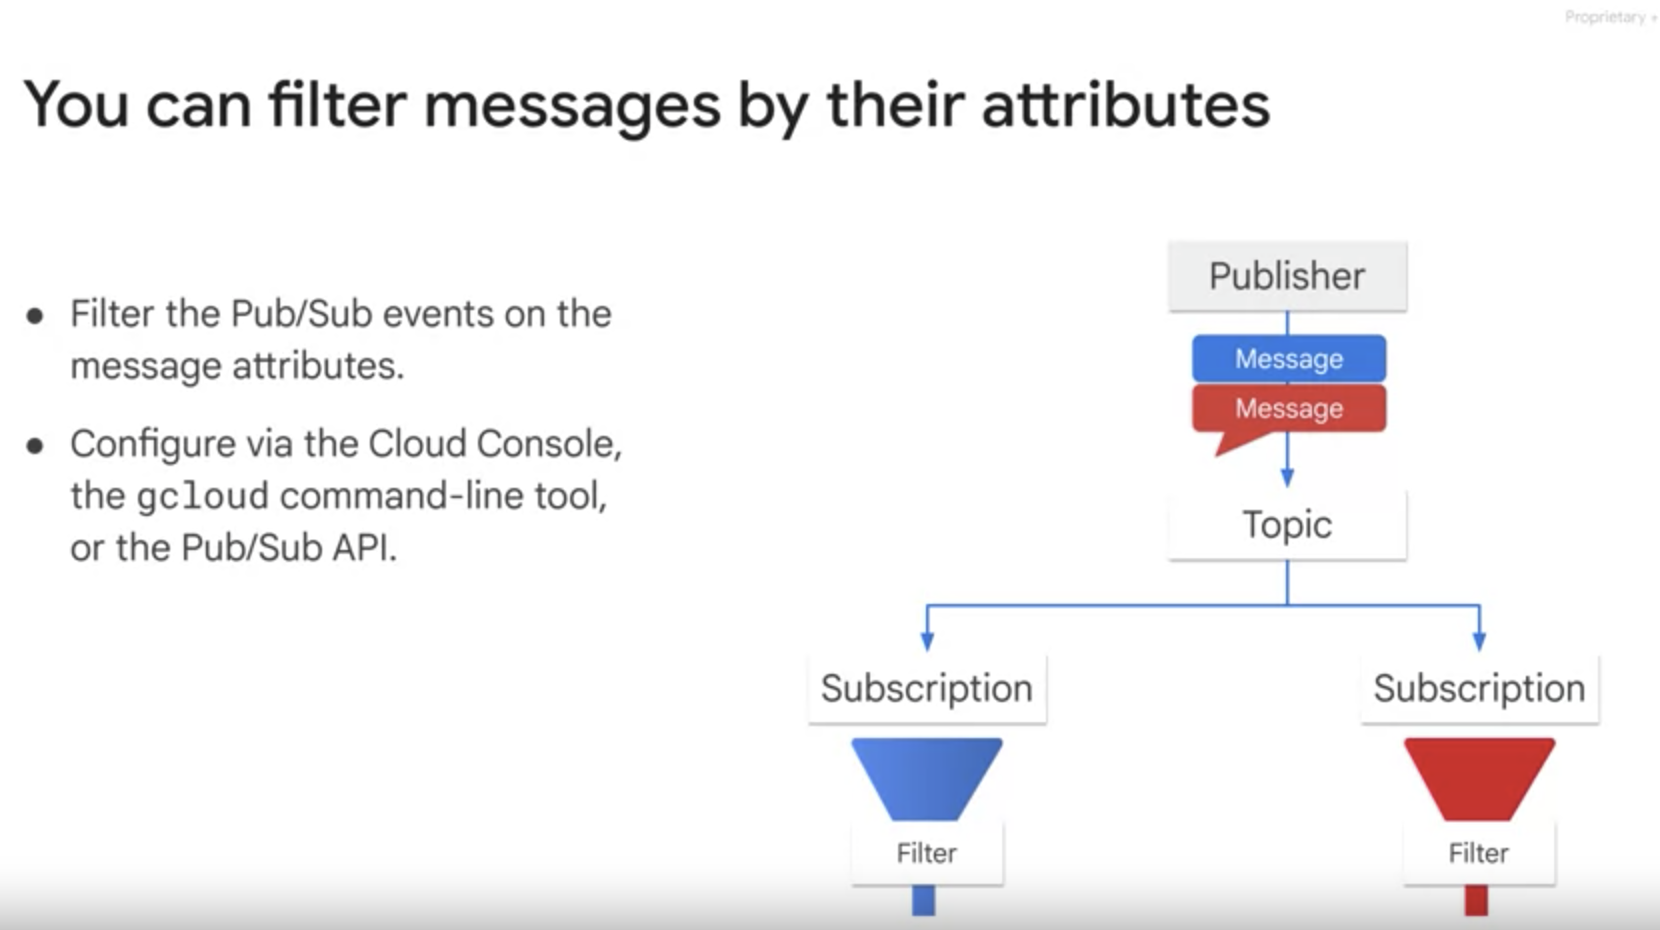 Proprietary +
You can filter messages by their attributes
● Filter the Pub/Sub events on the
message attributes.
● Configure via the Cloud Console,
the gcloud command-line tool,
or the Pub/Sub API.
Publisher
Message
Message
Topic
Subscription
Subscription
Filter
Filter